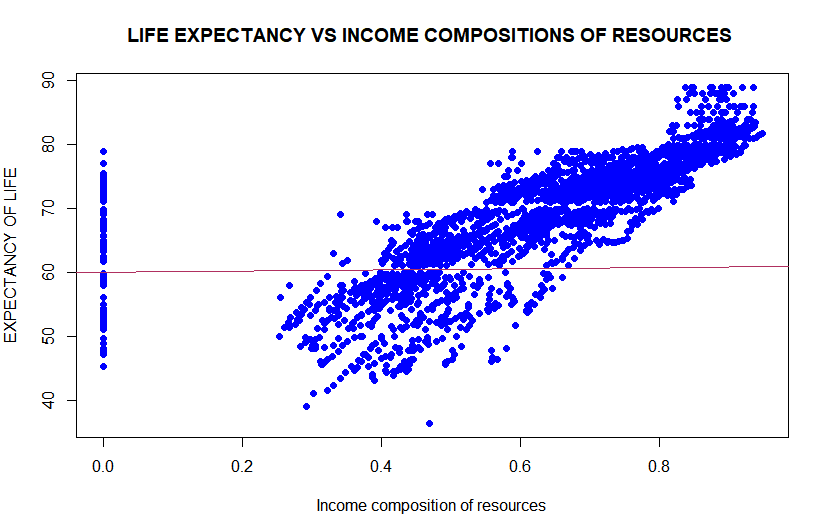 LIFE EXPECTANCY VS INCOME COMPOSITIONS OF RESOURCES
EXPECTANCY OF LIFE
90
80
70
60
50
40
0.0 0.2 0.4 0.6 0.8
Income composition of resources